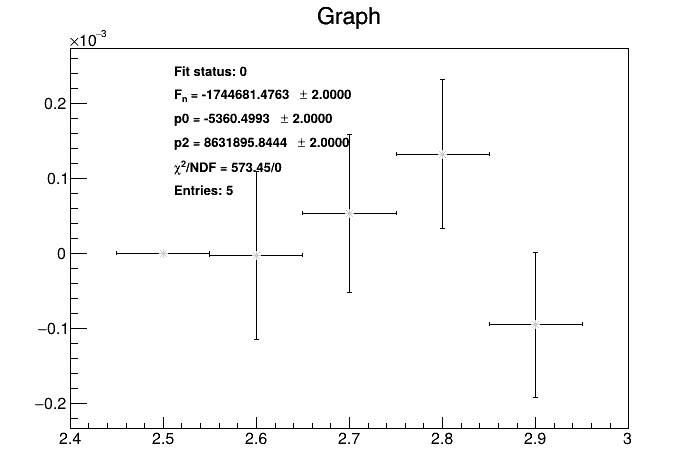 Graph
×10⁻³
Fit status: 0
Fₙ = -1744681.4763 ± 2.0000
p0 = -5360.4993 ± 2.0000
p2 = 8631895.8444 ± 2.0000
χ²/NDF = 573.45/0
Entries: 5
0.2
0.1
0
−0.1
−0.2
2.4 2.5 2.6 2.7 2.8 2.9 3